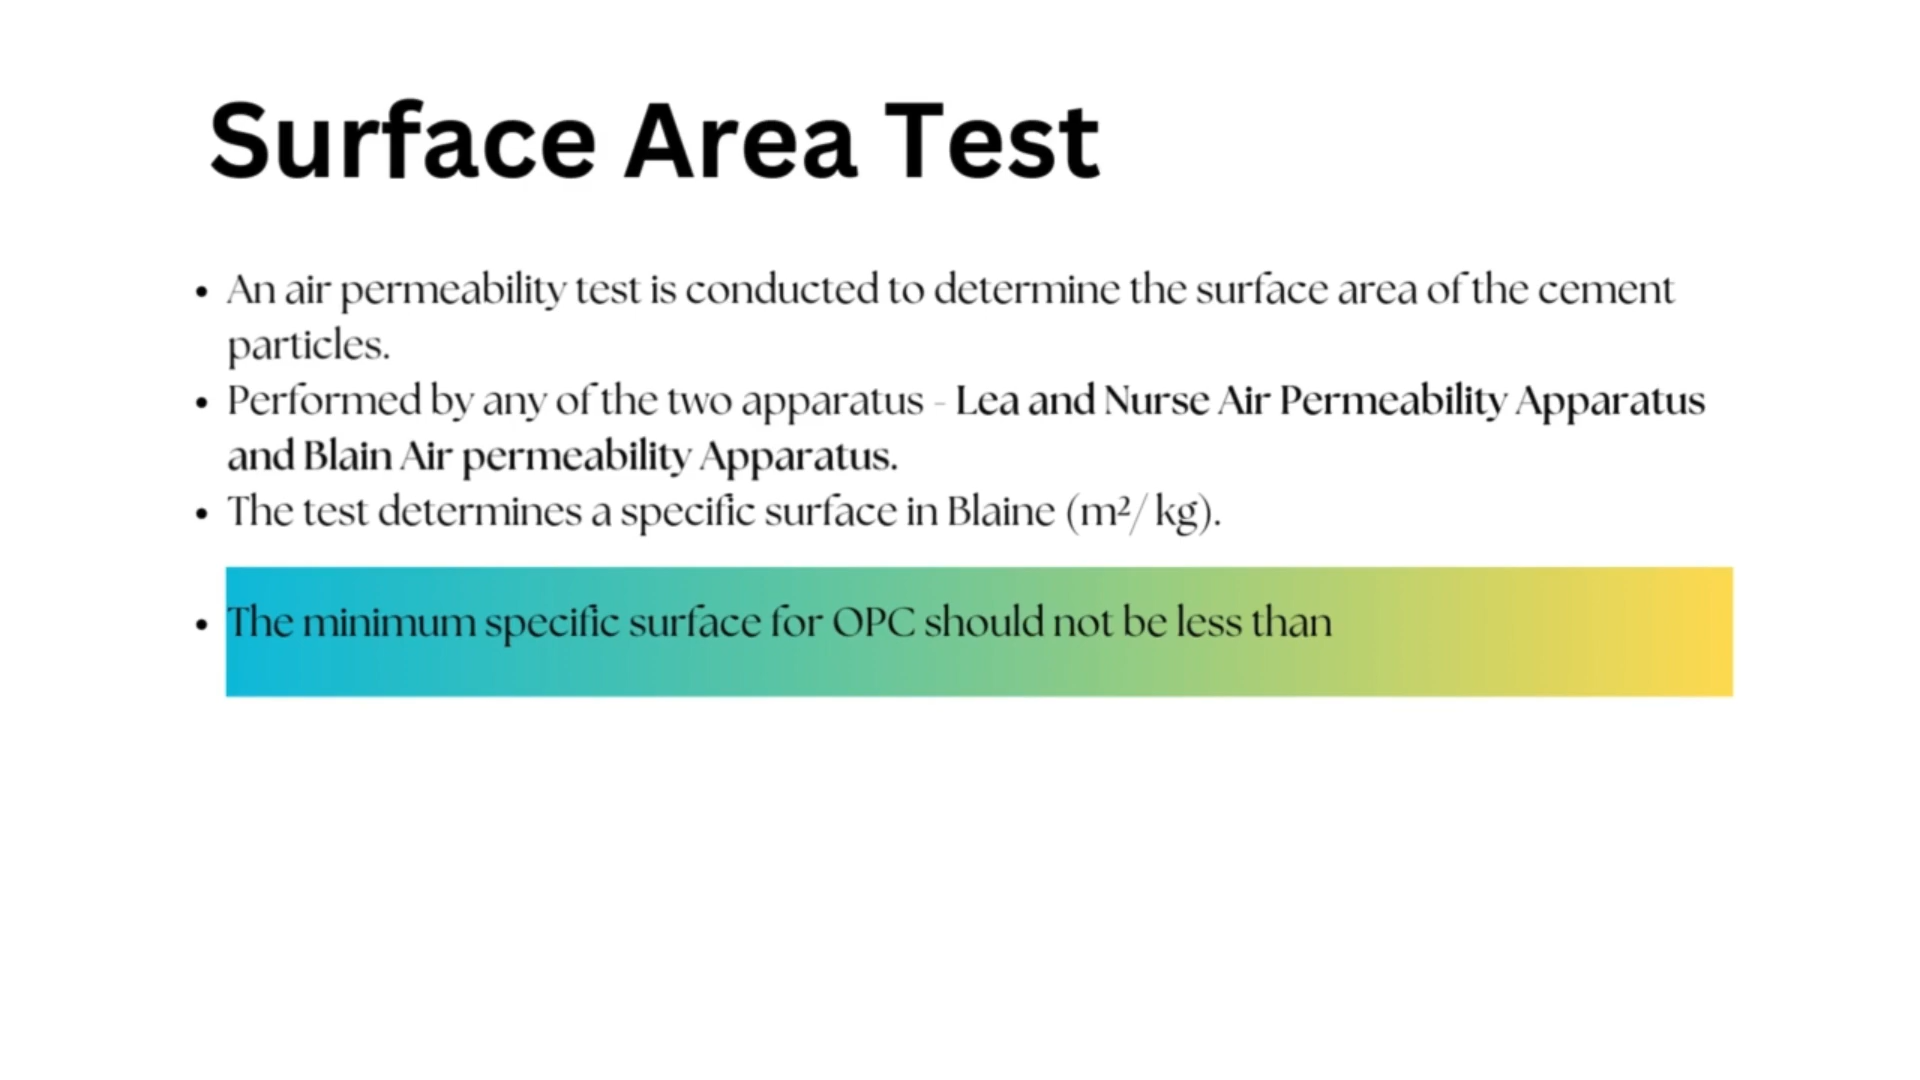 Surface Area Test
• An air permeability test is conducted to determine the surface area of the cement
particles.
• Performed by any of the two apparatus - Lea and Nurse Air Permeability Apparatus
and Blain Air permeability Apparatus.
• The test determines a specific surface in Blaine (m²/ kg).
• The minimum specific surface for OPC should not be less than